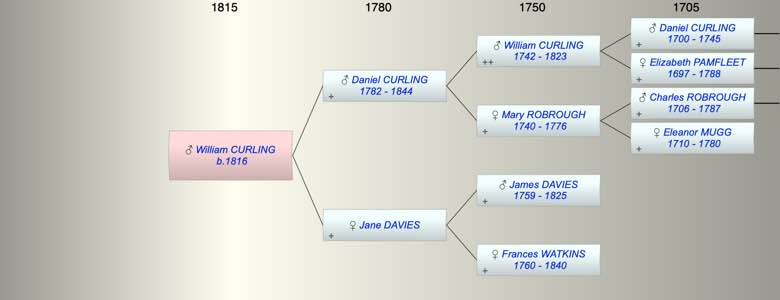 1815 1780 1750 1705
♂ Daniel CURLING
1700 - 1745
+
♂ William CURLING
1742 - 1823
++
♀ Elizabeth PAMFLEET
1697 - 1788
+
♂ Daniel CURLING
1782 - 1844
+
♂ Charles ROBROUGH
1706 - 1787
+
♀ Mary ROBROUGH
1740 - 1776
+
♀ Eleanor MUGG
1710 - 1780
+
♂ William CURLING
b.1816
♂ James DAVIES
1759 - 1825
+
♀ Jane DAVIES
+
♀ Frances WATKINS
1760 - 1840
+